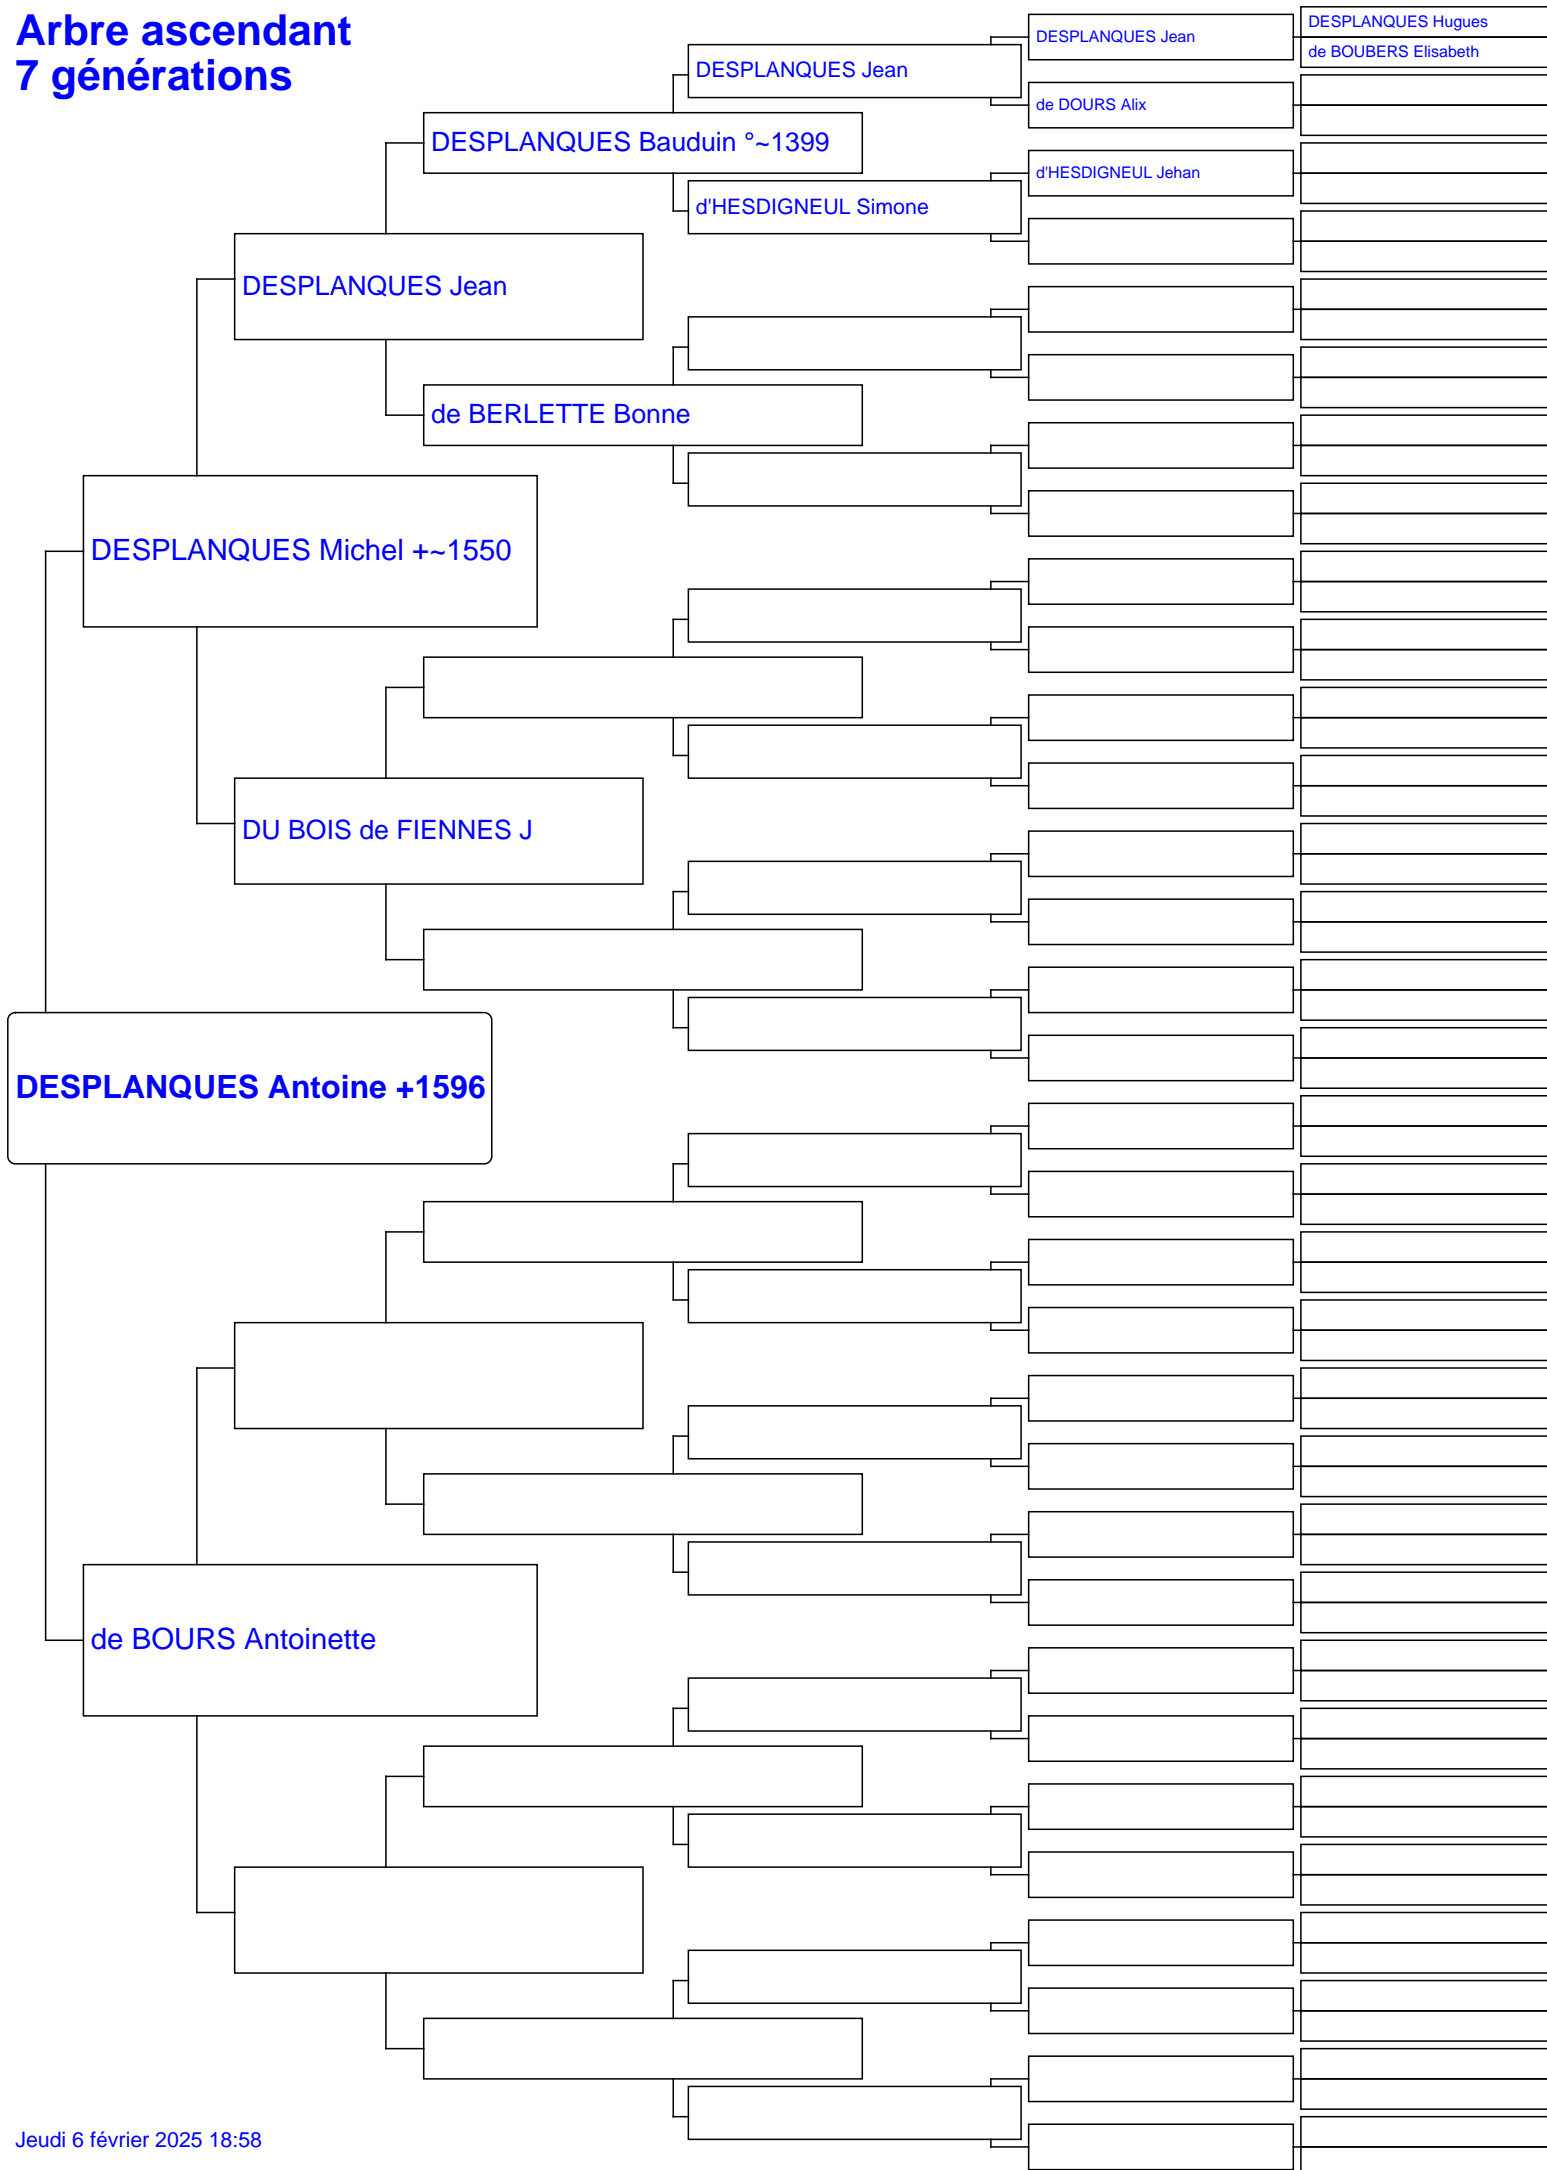 Arbre ascendant
7 générations
DESPLANQUES Hugues
de BOUBERS Elisabeth
DESPLANQUES Jean
DESPLANQUES Jean
de DOURS Alix
DESPLANQUES Bauduin °~1399
d'HESDIGNEUL Jehan
d'HESDIGNEUL Simone
DESPLANQUES Jean
de BERLETTE Bonne
DESPLANQUES Michel +~1550
DU BOIS de FIENNES J
DESPLANQUES Antoine +1596
de BOURS Antoinette
Jeudi 6 février 2025 18:58